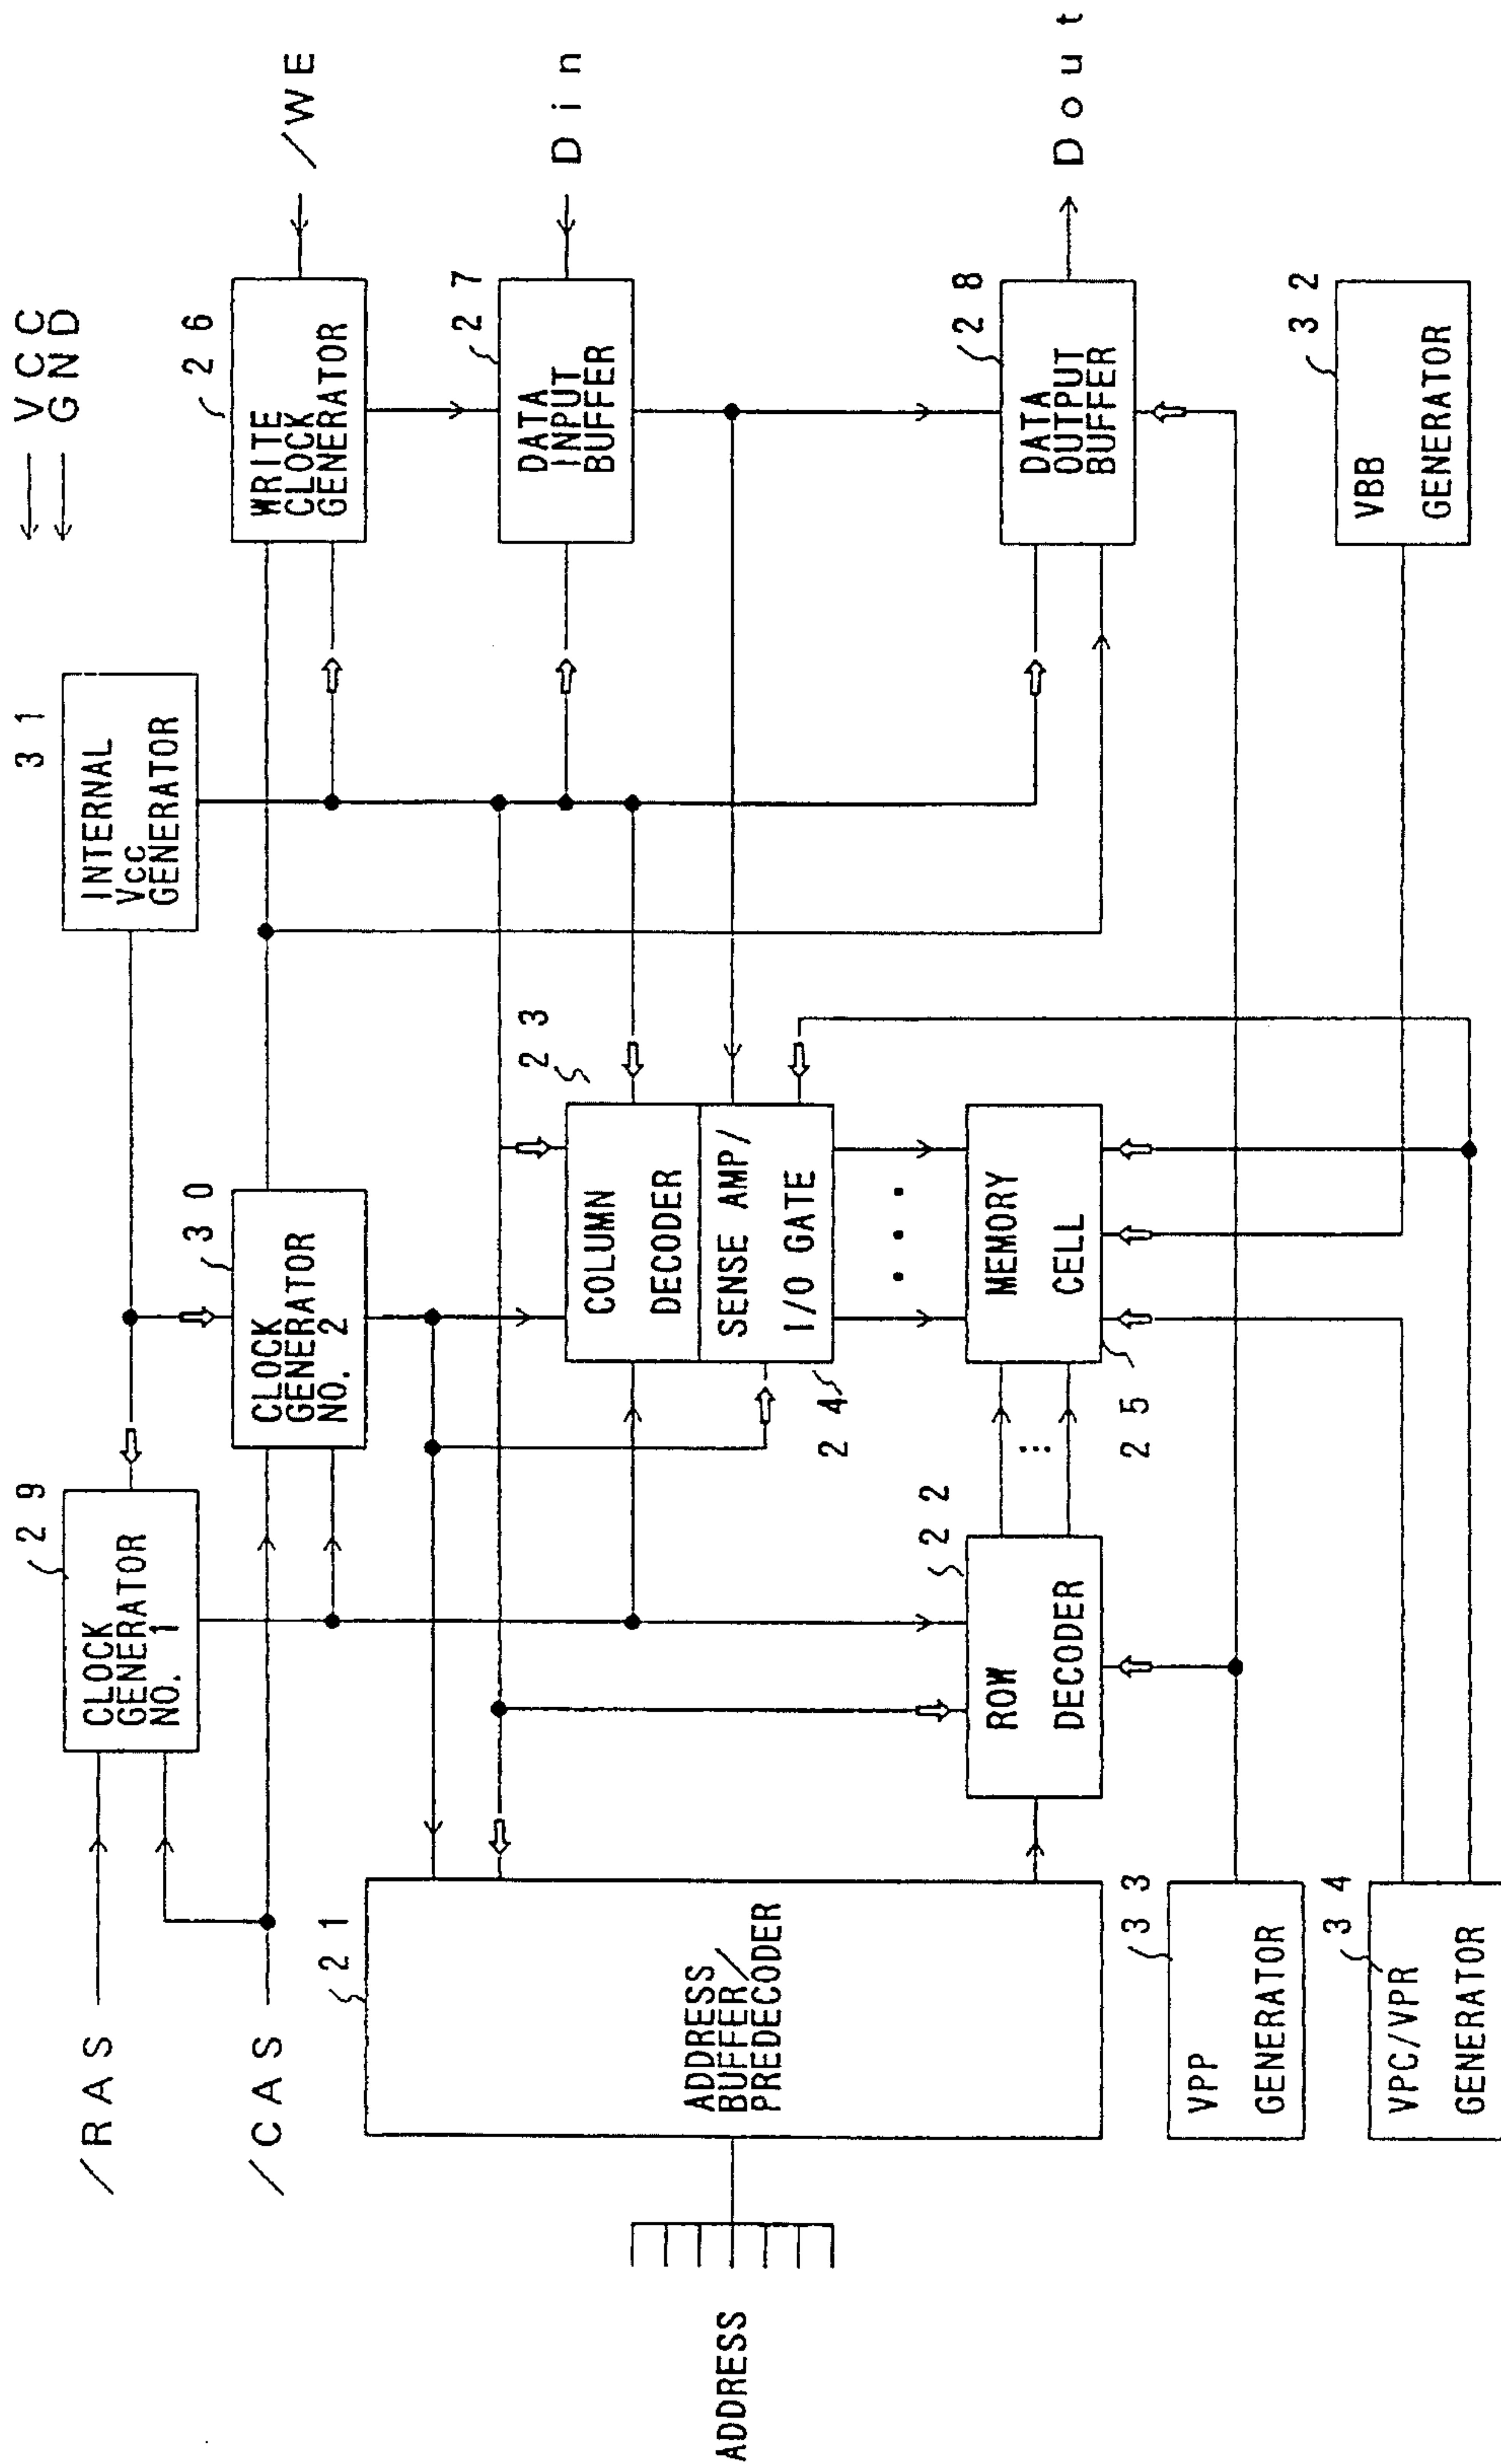 /RAS
/CAS
29
CLOCK
GENERATOR
NO. 1
31
INTERNAL
Vcc
GENERATOR
VCC
GND
30
CLOCK
GENERATOR
NO. 2
26
WRITE
CLOCK
GENERATOR
/WE
21
ADDRESS
BUFFER/
PREDECODER
ADDRESS
23
COLUMN
DECODER
SENSE AMP/
I/O GATE
24
27
DATA
INPUT
BUFFER
Din
22
ROW
DECODER
MEMORY
CELL
25
28
DATA
OUTPUT
BUFFER
Dout
33
VPP
GENERATOR
34
VPC/VPR
GENERATOR
32
VBB
GENERATOR